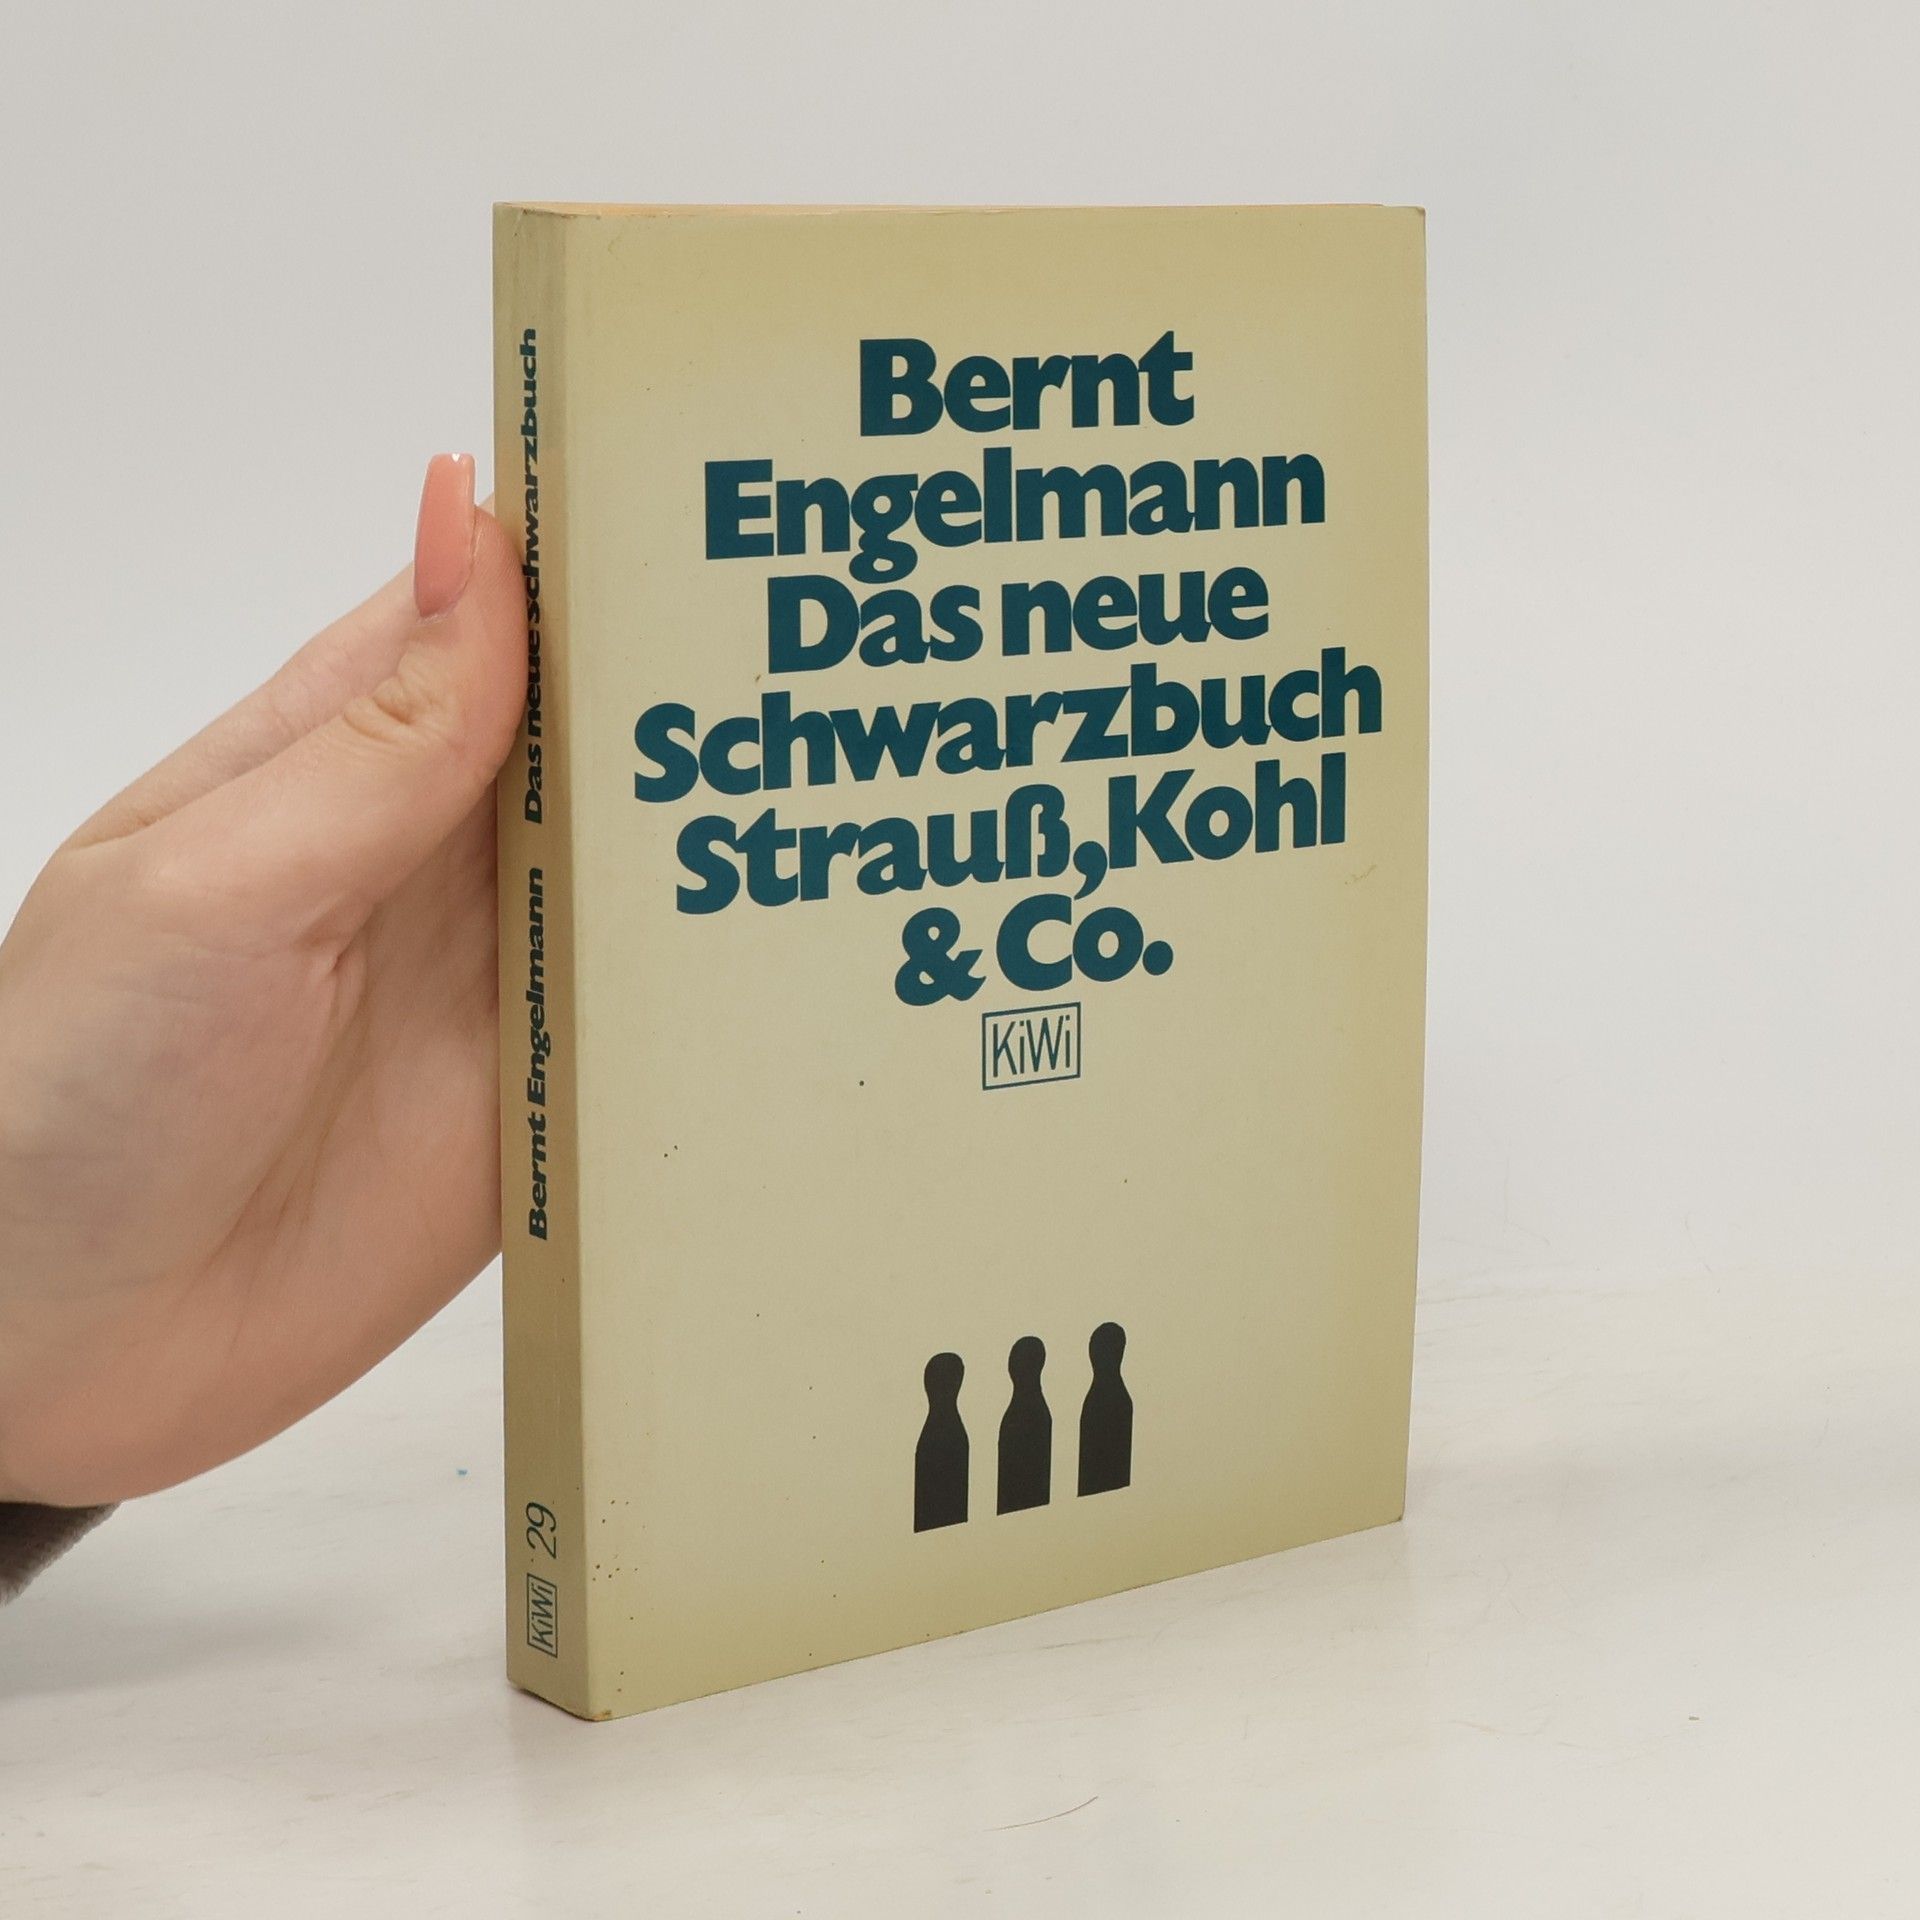 Bernt
Engelmann
Das neue
Schwarzbuch
Strauß, Kohl
& Co.
KiWi
Bernt Engelmann Das neue Schwarzbuch
KiWi 29